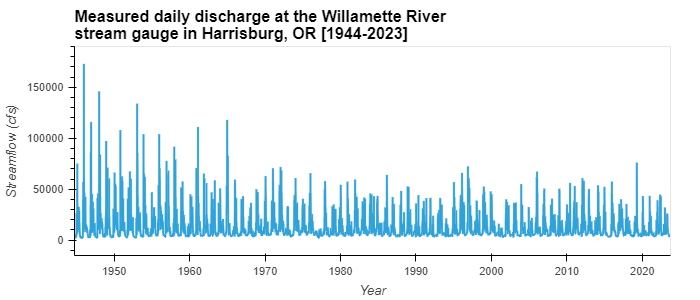 Measured daily discharge at the Willamette River
stream gauge in Harrisburg, OR [1944-2023]
Streamflow (cfs)
150000
100000
50000
0
1950 1960 1970 1980 1990 2000 2010 2020
Year